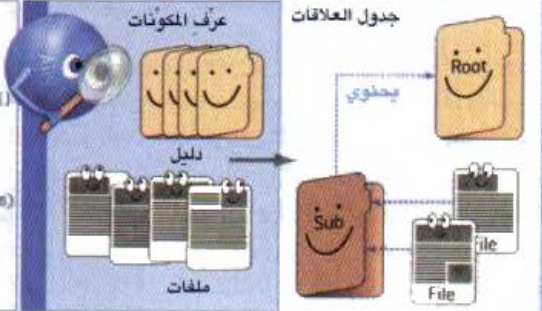 عرِّفِ المكوِّنات
دليل
ملفات
جدول العلاقات
Root
يحتوي
Sub
File
File